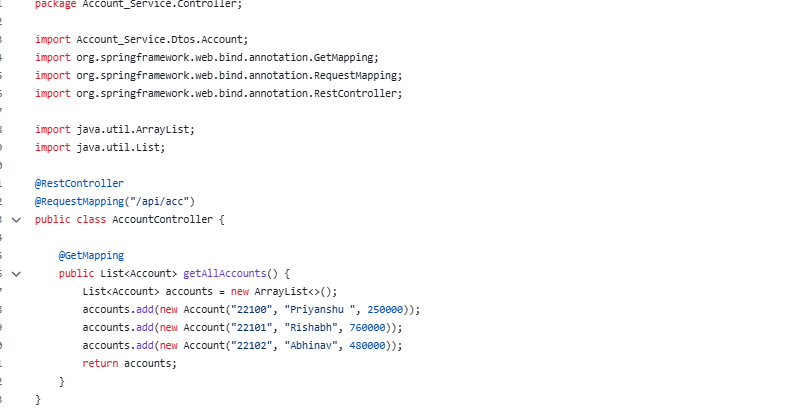 package Account_Service.Controller;
import Account_Service.Dtos.Account;
import org.springframework.web.bind.annotation.GetMapping;
import org.springframework.web.bind.annotation.RequestMapping;
import org.springframework.web.bind.annotation.RestController;
import java.util.ArrayList;
import java.util.List;
@RestController
@RequestMapping("/api/acc")
public class AccountController {
@GetMapping
public List<Account> getAllAccounts() {
List<Account> accounts = new ArrayList<>();
accounts.add(new Account("22100", "Priyanshu ", 250000));
accounts.add(new Account("22101", "Rishabh", 760000));
accounts.add(new Account("22102", "Abhinav", 480000));
return accounts;
}
}